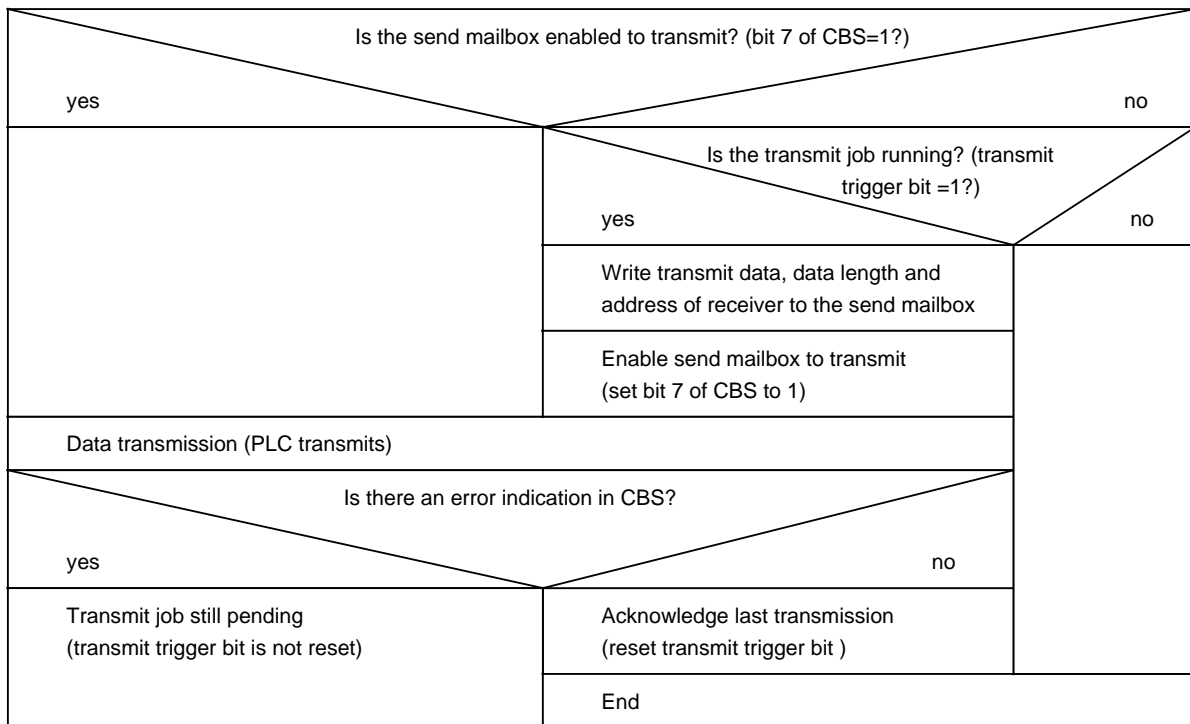 Is the send mailbox enabled to transmit? (bit 7 of CBS=1?)
yes
no
Is the transmit job running? (transmit
trigger bit =1?)
yes
no
Write transmit data, data length and
address of receiver to the send mailbox
Enable send mailbox to transmit
(set bit 7 of CBS to 1)
Data transmission (PLC transmits)
Is there an error indication in CBS?
yes
no
Transmit job still pending
(transmit trigger bit is not reset)
Acknowledge last transmission
(reset transmit trigger bit )
End